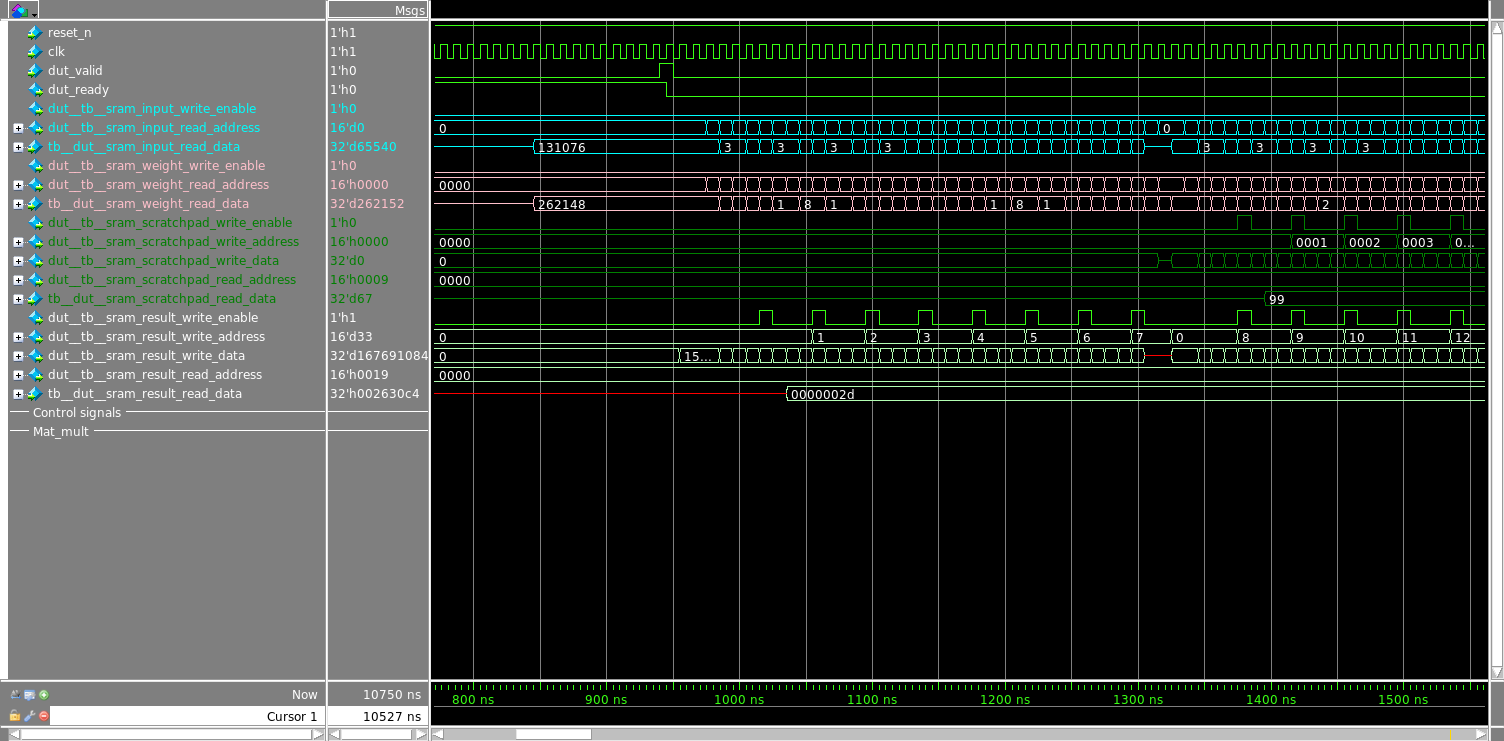 Msgs
reset_n 1'h1
clk 1'h1
dut_valid 1'h0
dut_ready 1'h0
dut__tb__sram_input_write_enable 1'h0
dut__tb__sram_input_read_address 16'd0 0 0
tb__dut__sram_input_read_data 32'd65540 131076 3 3 3 3 3 3 3 3
dut__tb__sram_weight_write_enable 1'h0
dut__tb__sram_weight_read_address 16'h0000 0000
tb__dut__sram_weight_read_data 32'd262152 262148 1 8 1 1 8 1 2
dut__tb__sram_scratchpad_write_enable 1'h0
dut__tb__sram_scratchpad_write_address 16'h0000 0000 0001 0002 0003 0...
dut__tb__sram_scratchpad_write_data 32'd0 0
dut__tb__sram_scratchpad_read_address 16'h0009 0000
tb__dut__sram_scratchpad_read_data 32'd67 99
dut__tb__sram_result_write_enable 1'h1
dut__tb__sram_result_write_address 16'd33 0 1 2 3 4 5 6 7 0 8 9 10 11 12
dut__tb__sram_result_write_data 32'd167691084 0 15...
dut__tb__sram_result_read_address 16'h0019 0000
tb__dut__sram_result_read_data 32'h002630c4 0000002d
Control signals
Mat_mult
Now 10750 ns 800 ns 900 ns 1000 ns 1100 ns 1200 ns 1300 ns 1400 ns 1500 ns
Cursor 1 10527 ns